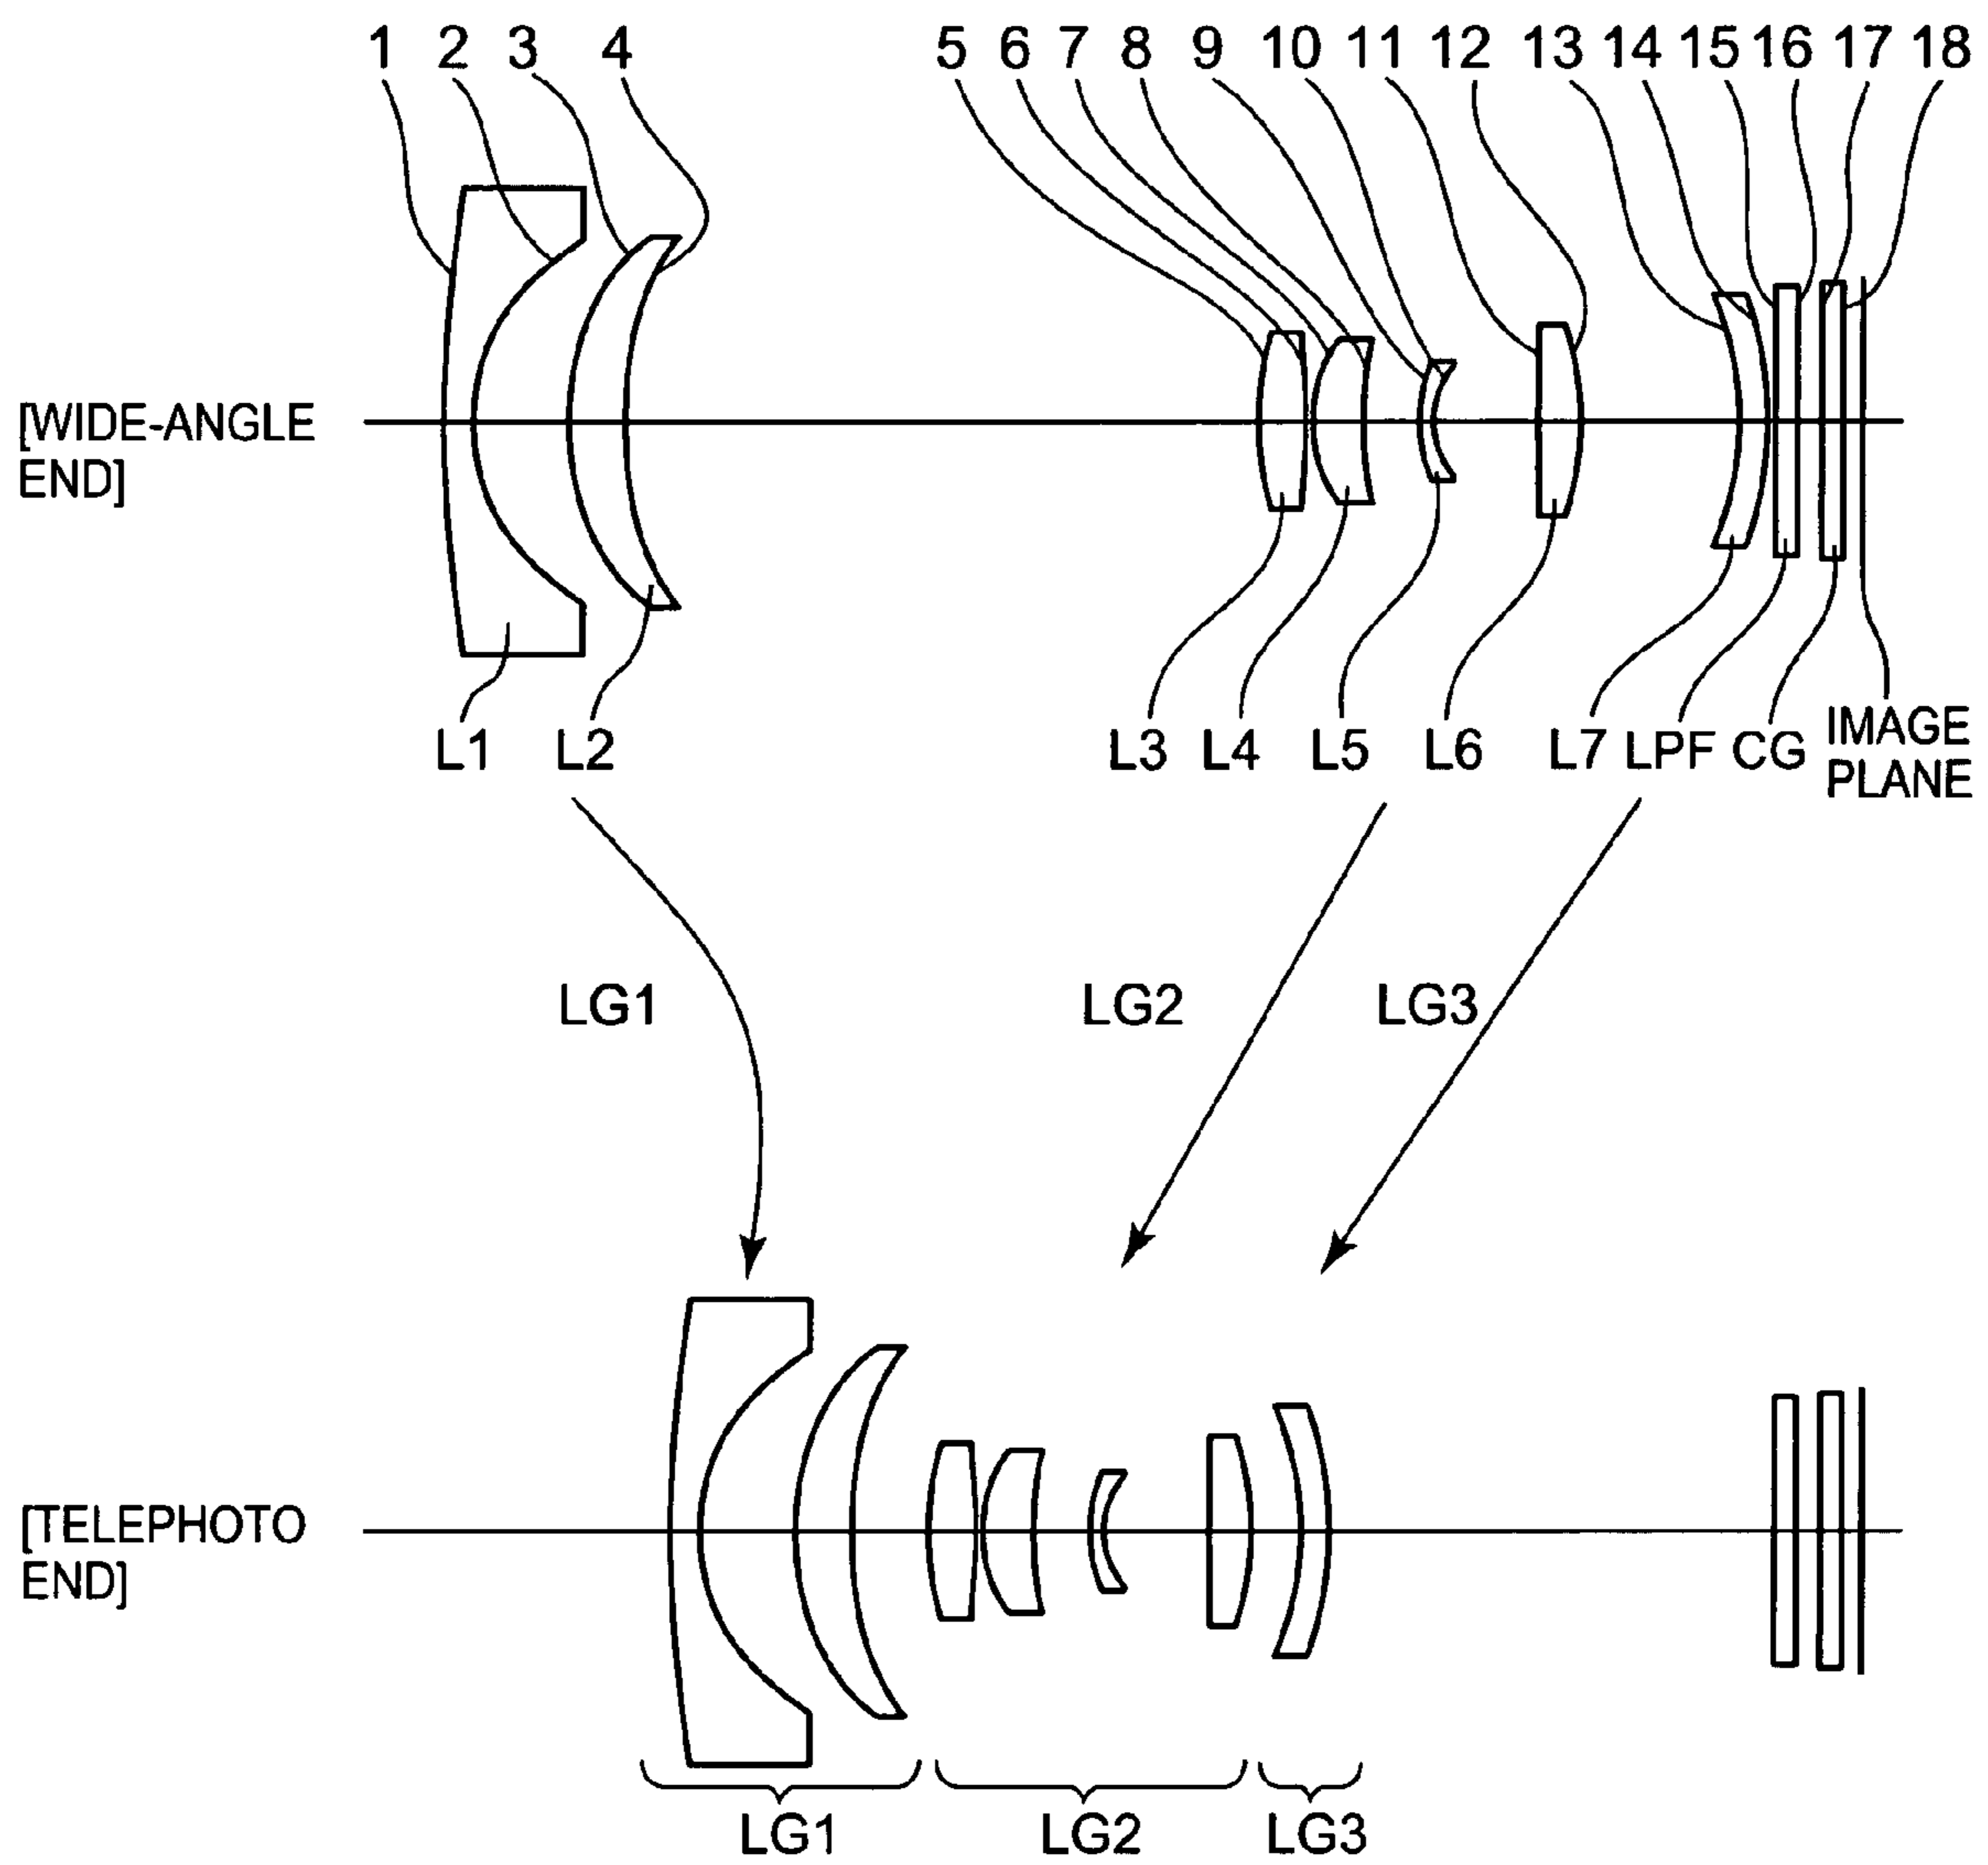 1 2 3 4 5 6 7 8 9 10 11 12 13 14 15 16 17 18
[WIDE-ANGLE
END]
L1 L2 L3 L4 L5 L6 L7 LPF CG IMAGE
PLANE
LG1 LG2 LG3
[TELEPHOTO
END]
LG1 LG2 LG3